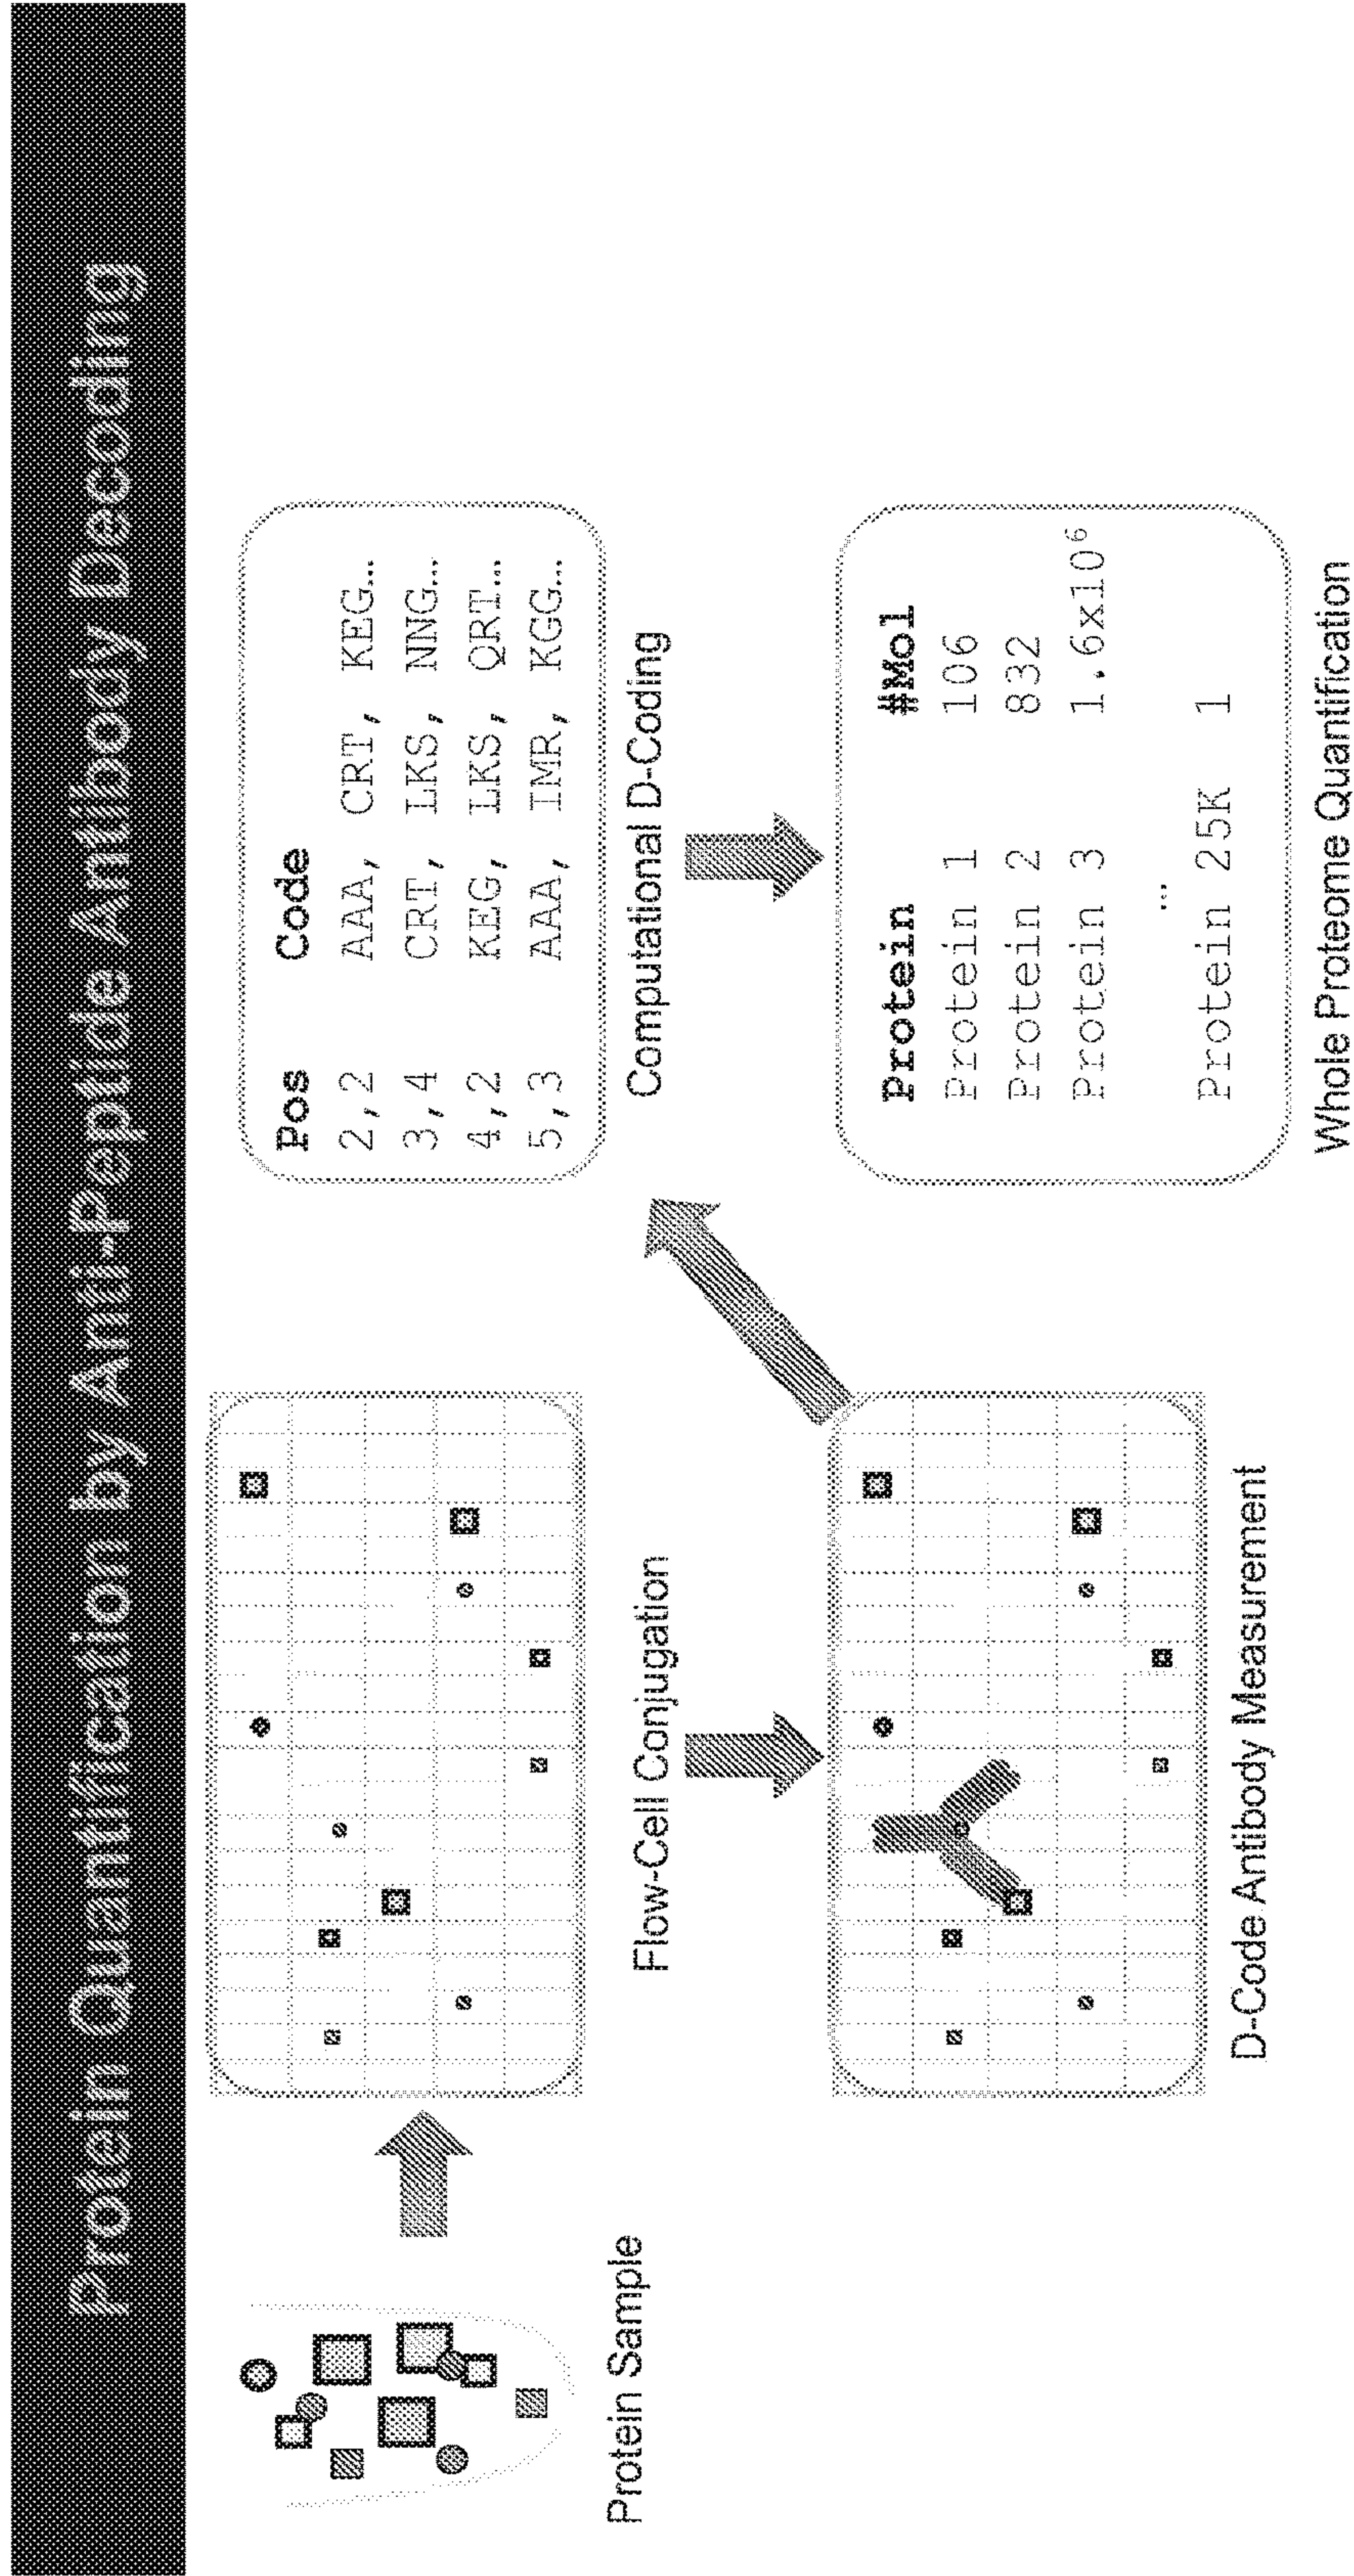 Protein Quantification by Anti-Peptide Antibody Decoding
Protein Sample
Flow-Cell Conjugation
D-Code Antibody Measurement
Pos Code
2,2 AAA, CRT, KEG...
3,4 CRT, LKS, NNG...
4,2 KEG, LKS, QRT...
5,3 AAA, IMR, KGG...
Computational D-Coding
Protein #Mol
Protein 1 106
Protein 2 832
Protein 3 1.6x10⁶
...
Protein 25K 1
Whole Proteome Quantification